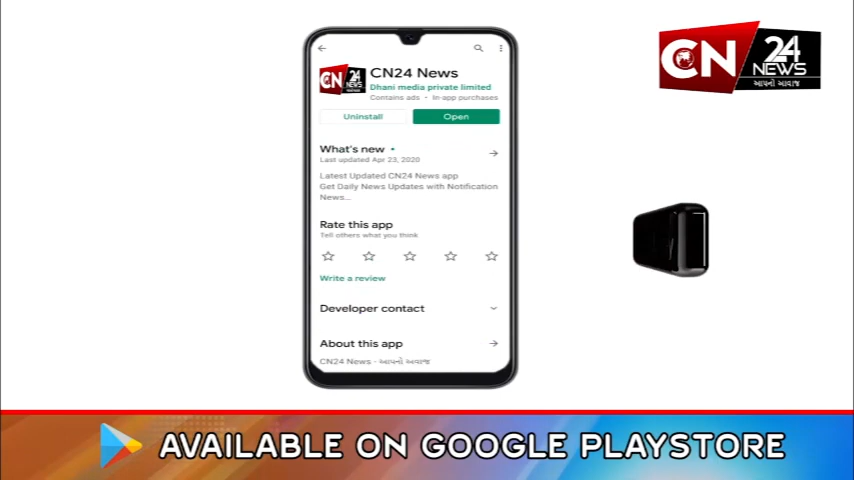 CN24 News
Dhani media private limited
Contains ads • In-app purchases
Uninstall
Open
What's new •
Last updated Apr 23, 2020
Latest Updated CN24 News app
Get Daily News Updates with Notification
News...
Rate this app
Tell others what you think
Write a review
Developer contact
About this app
CN24 News - આપનો અવાજ
CN 24
NEWS
આપનો અવાજ
AVAILABLE ON GOOGLE PLAYSTORE